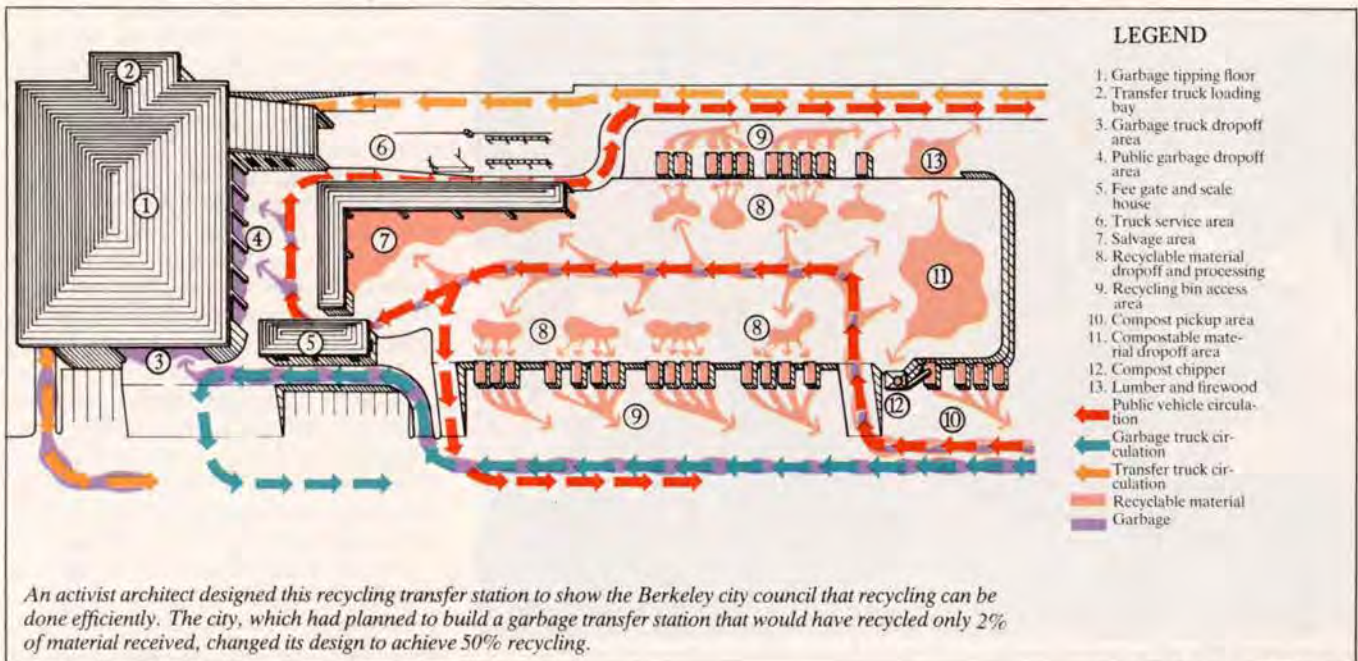 LEGEND
1. Garbage tipping floor
2. Transfer truck loading
bay
3. Garbage truck dropoff
area
4. Public garbage dropoff
area
5. Fee gate and scale
house
6. Truck service area
7. Salvage area
8. Recyclable material
dropoff and processing
9. Recycling bin access
area
10. Compost pickup area
11. Compostable mate-
rial dropoff area
12. Compost chipper
13. Lumber and firewood
Public vehicle circula-
tion
Garbage truck cir-
culation
Transfer truck cir-
culation
Recyclable material
Garbage
2
1
3
4
5
6
7
8
8
8
9
9
10
11
12
13
An activist architect designed this recycling transfer station to show the Berkeley city council that recycling can be
done efficiently. The city, which had planned to build a garbage transfer station that would have recycled only 2%
of material received, changed its design to achieve 50% recycling.